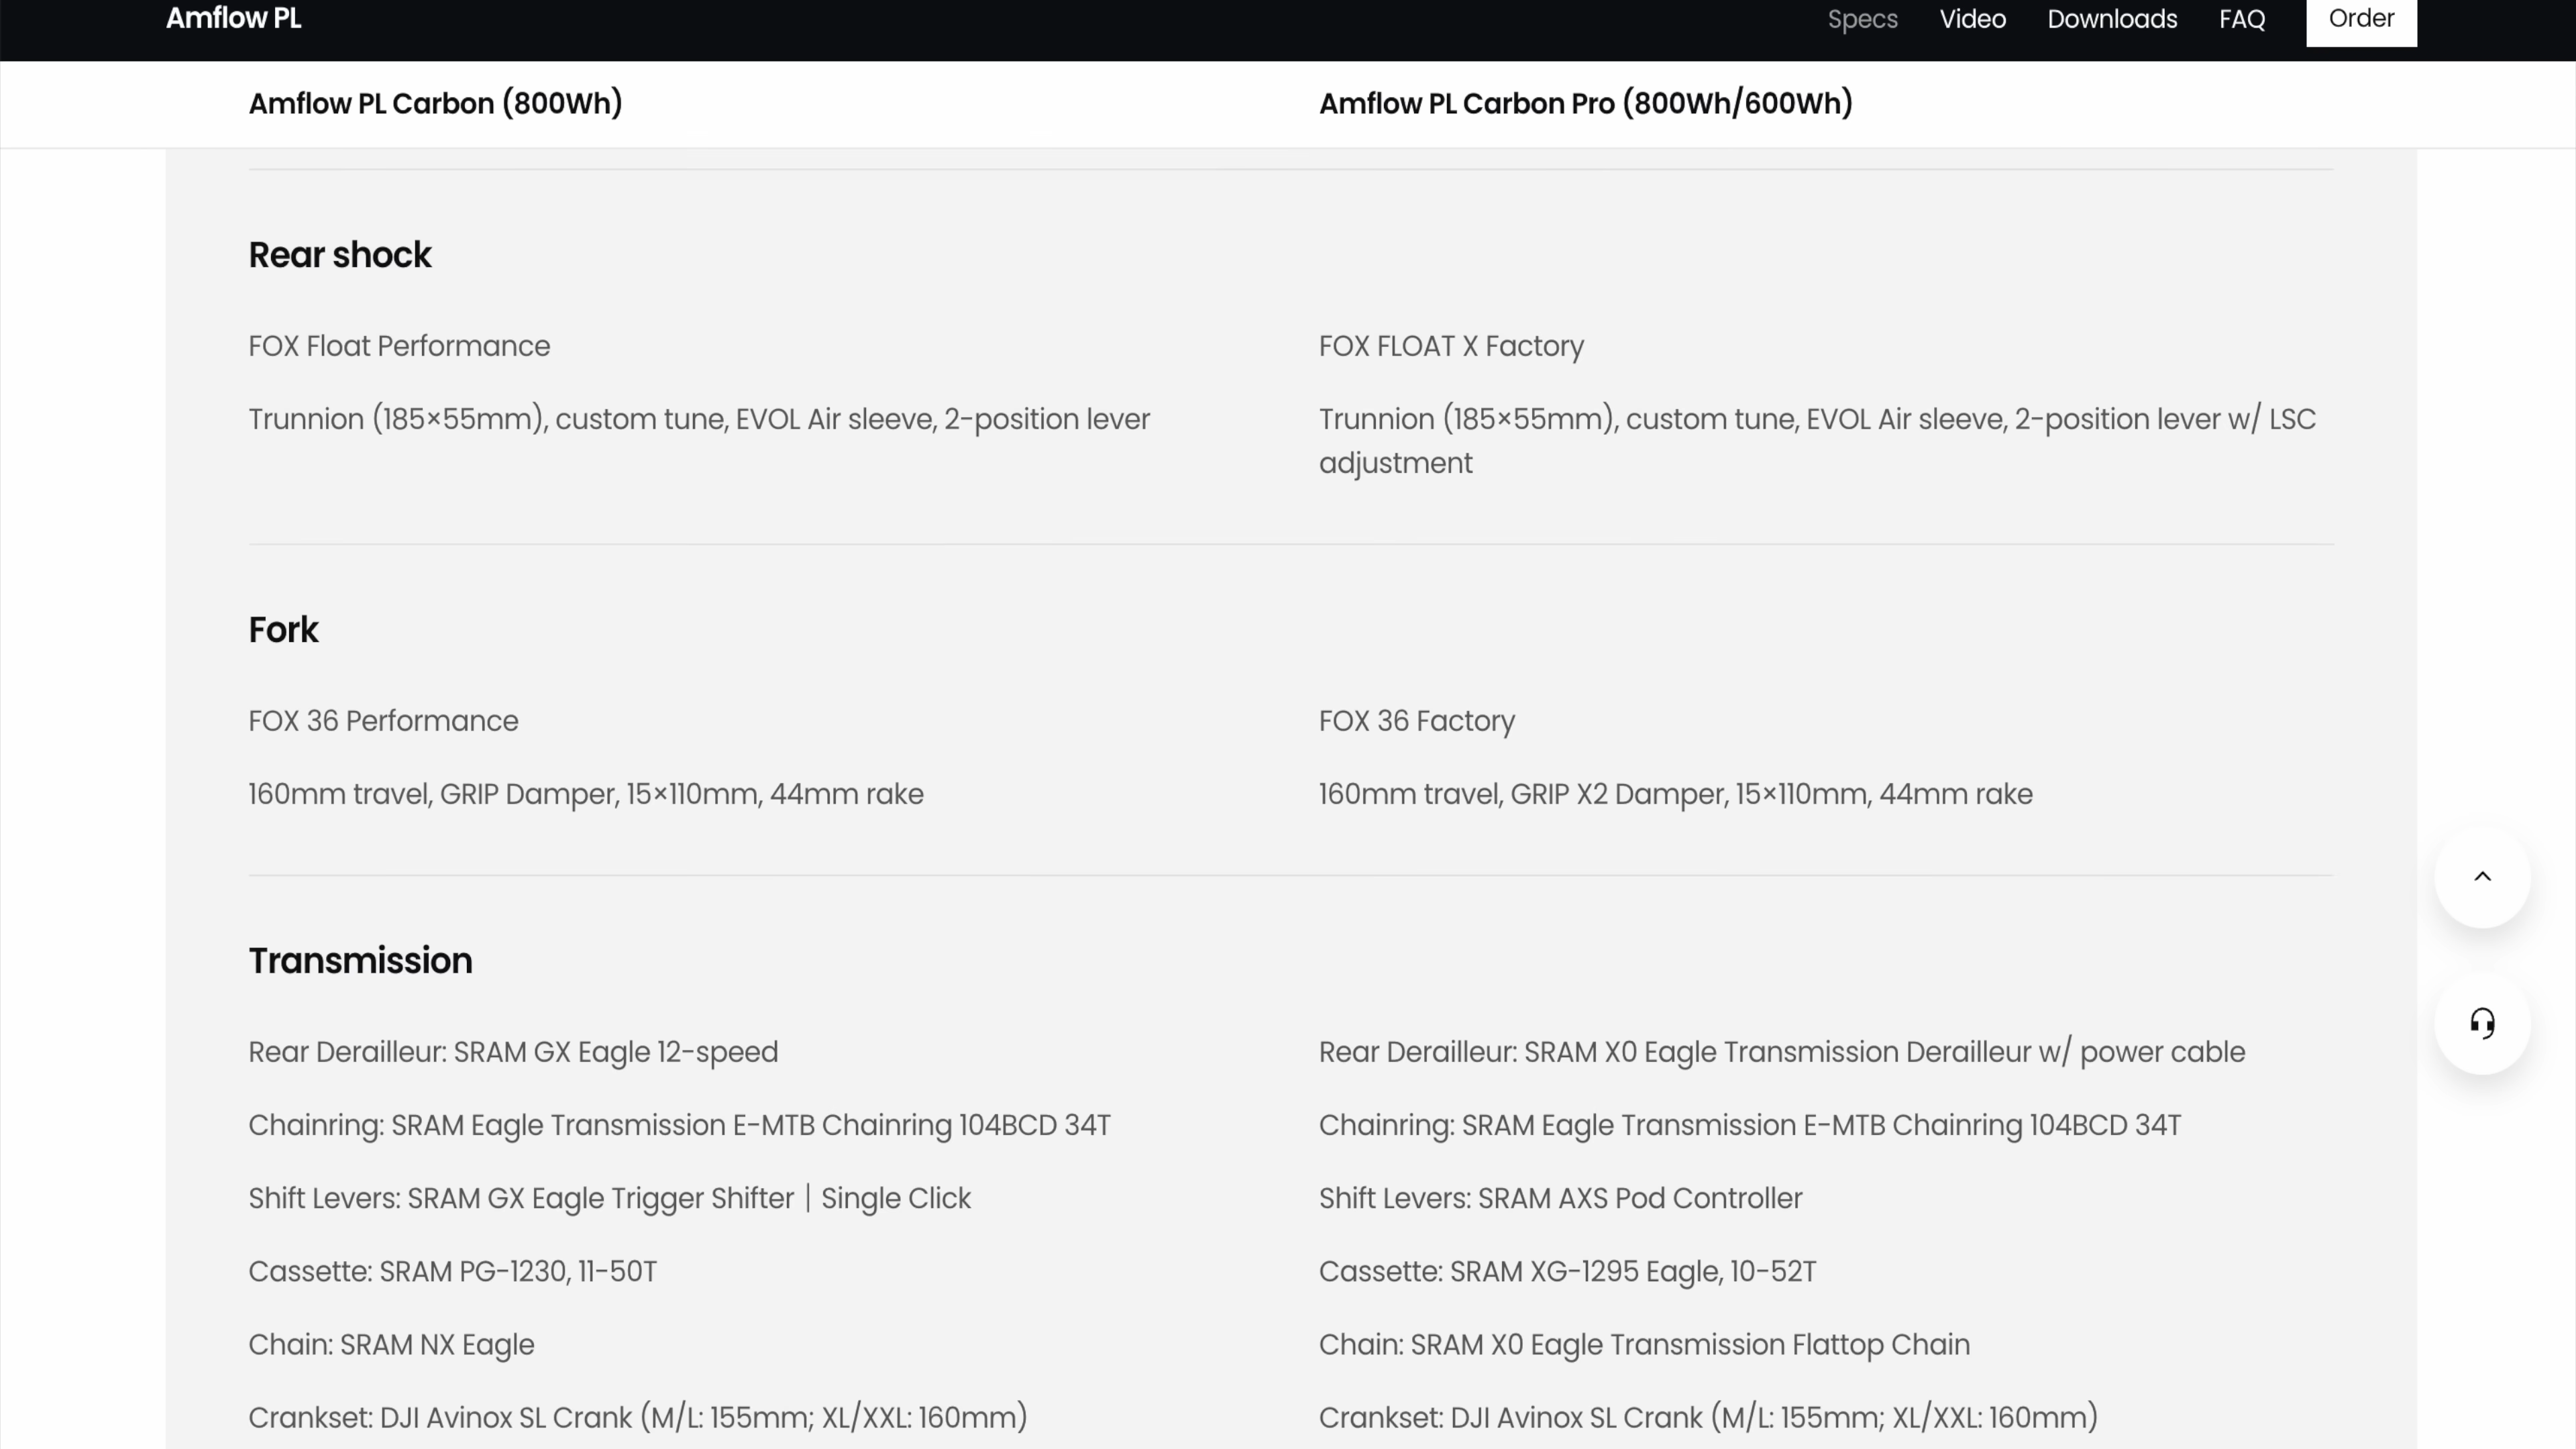 Amflow PL
Specs
Video
Downloads
FAQ
Order
Amflow PL Carbon (800Wh)
Amflow PL Carbon Pro (800Wh/600Wh)
Rear shock
FOX Float Performance
FOX FLOAT X Factory
Trunnion (185×55mm), custom tune, EVOL Air sleeve, 2-position lever
Trunnion (185×55mm), custom tune, EVOL Air sleeve, 2-position lever w/ LSC
adjustment
Fork
FOX 36 Performance
FOX 36 Factory
160mm travel, GRIP Damper, 15×110mm, 44mm rake
160mm travel, GRIP X2 Damper, 15×110mm, 44mm rake
Transmission
Rear Derailleur: SRAM GX Eagle 12-speed
Rear Derailleur: SRAM X0 Eagle Transmission Derailleur w/ power cable
Chainring: SRAM Eagle Transmission E-MTB Chainring 104BCD 34T
Chainring: SRAM Eagle Transmission E-MTB Chainring 104BCD 34T
Shift Levers: SRAM GX Eagle Trigger Shifter | Single Click
Shift Levers: SRAM AXS Pod Controller
Cassette: SRAM PG-1230, 11-50T
Cassette: SRAM XG-1295 Eagle, 10-52T
Chain: SRAM NX Eagle
Chain: SRAM X0 Eagle Transmission Flattop Chain
Crankset: DJI Avinox SL Crank (M/L: 155mm; XL/XXL: 160mm)
Crankset: DJI Avinox SL Crank (M/L: 155mm; XL/XXL: 160mm)